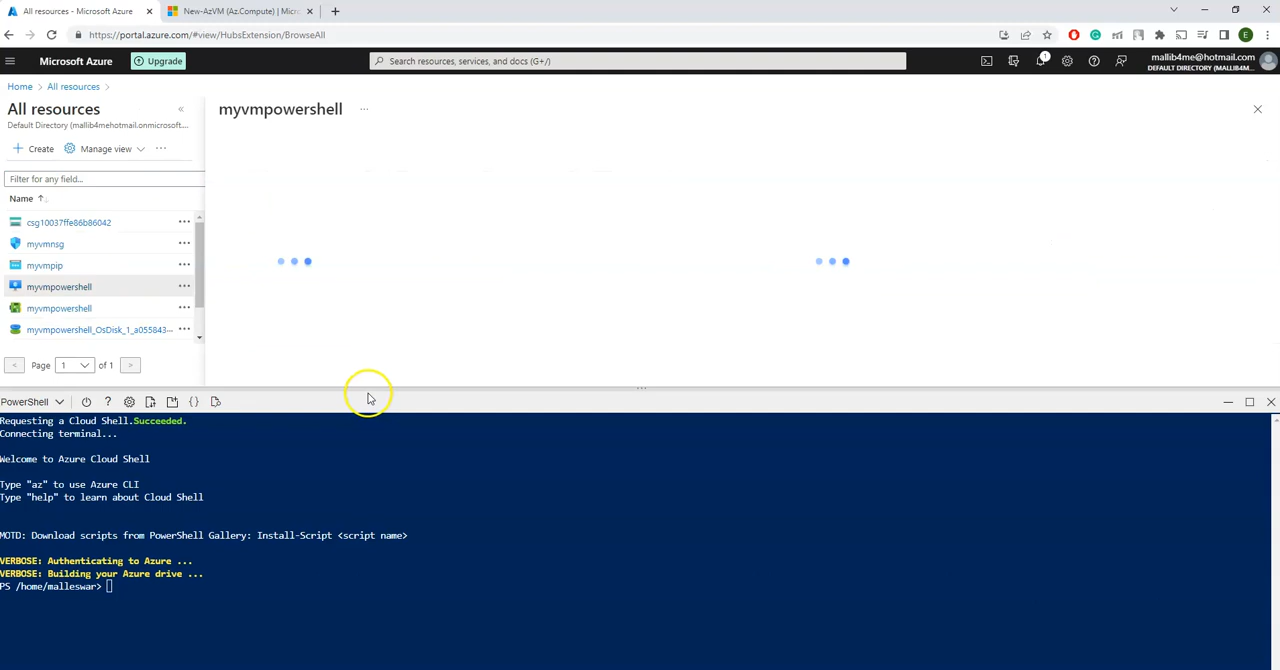 All resources - Microsoft Azure
New-AzVM (Az.Compute) | Micro
https://portal.azure.com/#view/HubsExtension/BrowseAll
Microsoft Azure
Upgrade
Search resources, services, and docs (G+/)
1
mallib4me@hotmail.com
DEFAULT DIRECTORY (MALLIB4M...
Home > All resources >
All resources
Default Directory (mallib4mehotmail.onmicrosoft....
Create
Manage view
Filter for any field...
Name
csg10037ffe86b86042
myvmnsg
myvmpip
myvmpowershell
myvmpowershell
myvmpowershell_OsDisk_1_a055843...
Page 1 of 1
myvmpowershell
PowerShell
Requesting a Cloud Shell.Succeeded.
Connecting terminal...
Welcome to Azure Cloud Shell
Type "az" to use Azure CLI
Type "help" to learn about Cloud Shell
MOTD: Download scripts from PowerShell Gallery: Install-Script <script name>
VERBOSE: Authenticating to Azure ...
VERBOSE: Building your Azure drive ...
PS /home/malleswar>